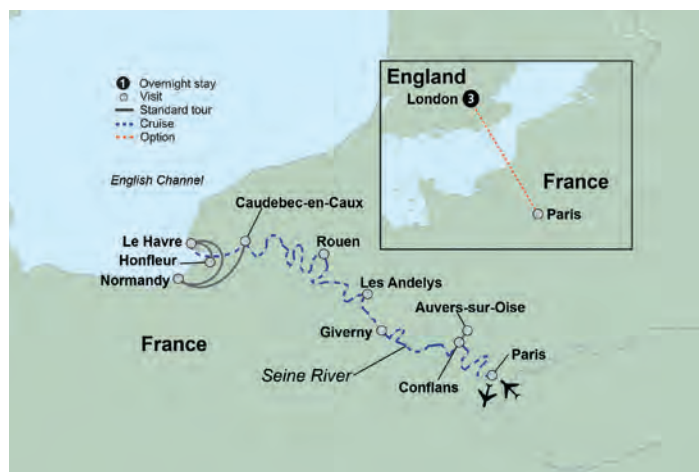 1 Overnight stay
Visit
Standard tour
Cruise
Option
England
London 3
France
Paris
English Channel
Caudebec-en-Caux
Le Havre
Rouen
Honfleur
Normandy
Les Andelys
Auvers-sur-Oise
Giverny
France
Paris
Seine River
Conflans